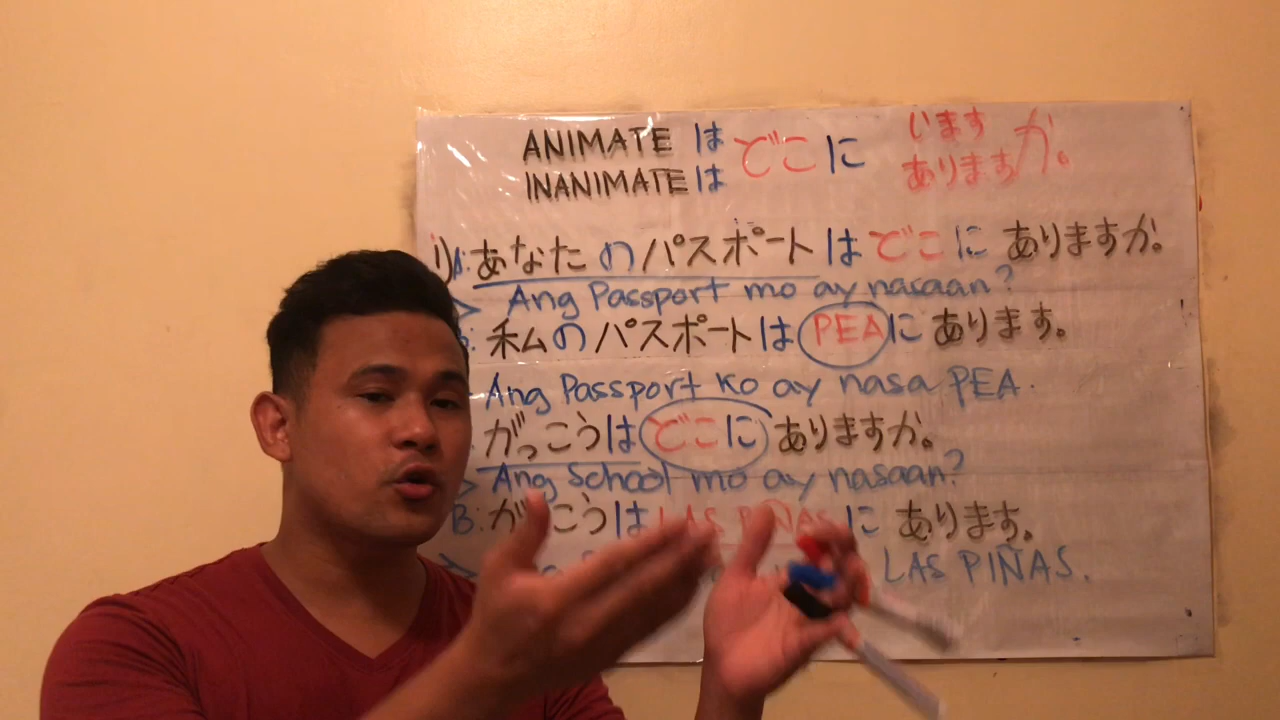 ANIMATE は どこ に います か。
INANIMATE は あります
1) A: あなた の パスポート は どこ に ありますか。
> Ang Passport mo ay nasaan?
B: 私の パスポート は PEA に あります。
Ang Passport ko ay nasa PEA.
がっこう は どこに ありますか。
> Ang School mo ay nasaan?
B: が こう は LAS PIÑAS に あります。
> LAS PIÑAS.